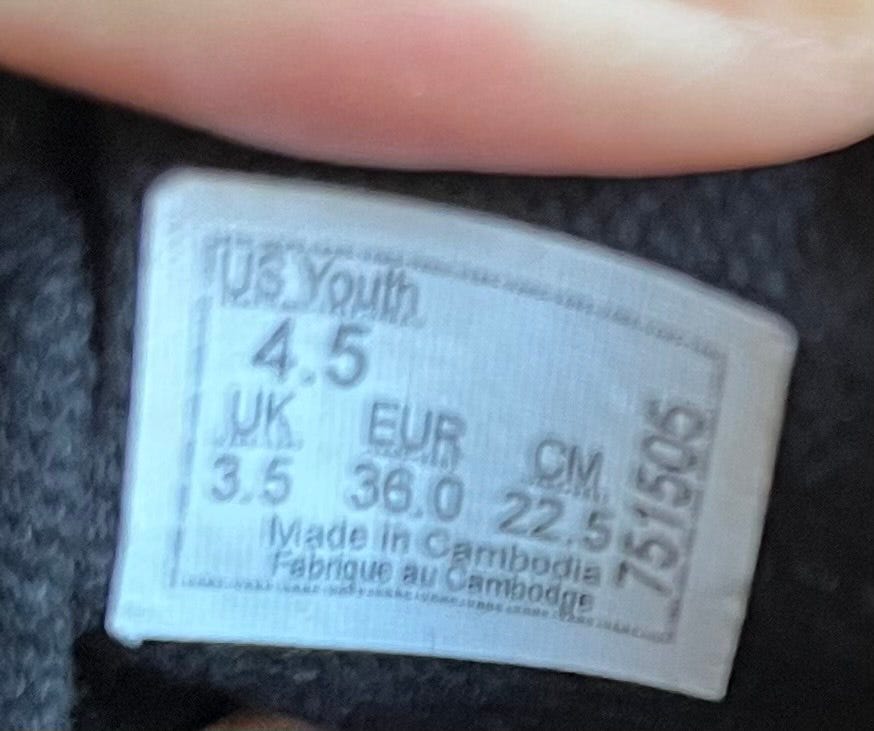 US Youth
4.5
UK EUR CM
3.5 36.0 22.5
Made in Cambodia
Fabrique au Cambodge
751505